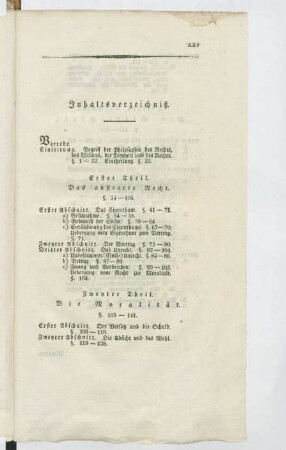 XXV
Inhaltsverzeichniß.
Vorrede.
Einleitung. Begriff der Philosophie des Rechts,
des Willens, der Freyheit und des Rechts.
§. 1 — 32. Eintheilung §. 33.
Erster Theil.
Das abstracte Recht.
§. 34 — 104.
Erster Abschnitt. Das Eigenthum. §. 41 — 71.
a) Besitznahme. §. 54 — 58.
b) Gebrauch der Sache. §. 59 — 64.
c) Entäusserung des Eigenthums. §. 65 — 70.
Uebergang vom Eigenthum zum Vertrag.
§. 71.
Zweyter Abschnitt. Der Vertrag §. 72 — 80.
Dritter Abschnitt. Das Unrecht. §. 82 — 104.
a) Unbefangenes Unrecht §. 84 — 86.
b) Betrug. §. 87 — 89.
c) Zwang und Verbrechen. §. 90 — 103.
Uebergang vom Recht zur Moralität.
§. 104.
Zweyter Theil.
Die Moralität.
§. 105 — 141.
Erster Abschnitt. Der Vorsatz und die Schuld.
§. 105 — 118.
Zweyter Abschnitt. Die Absicht und das Wohl.
§. 119 — 128.